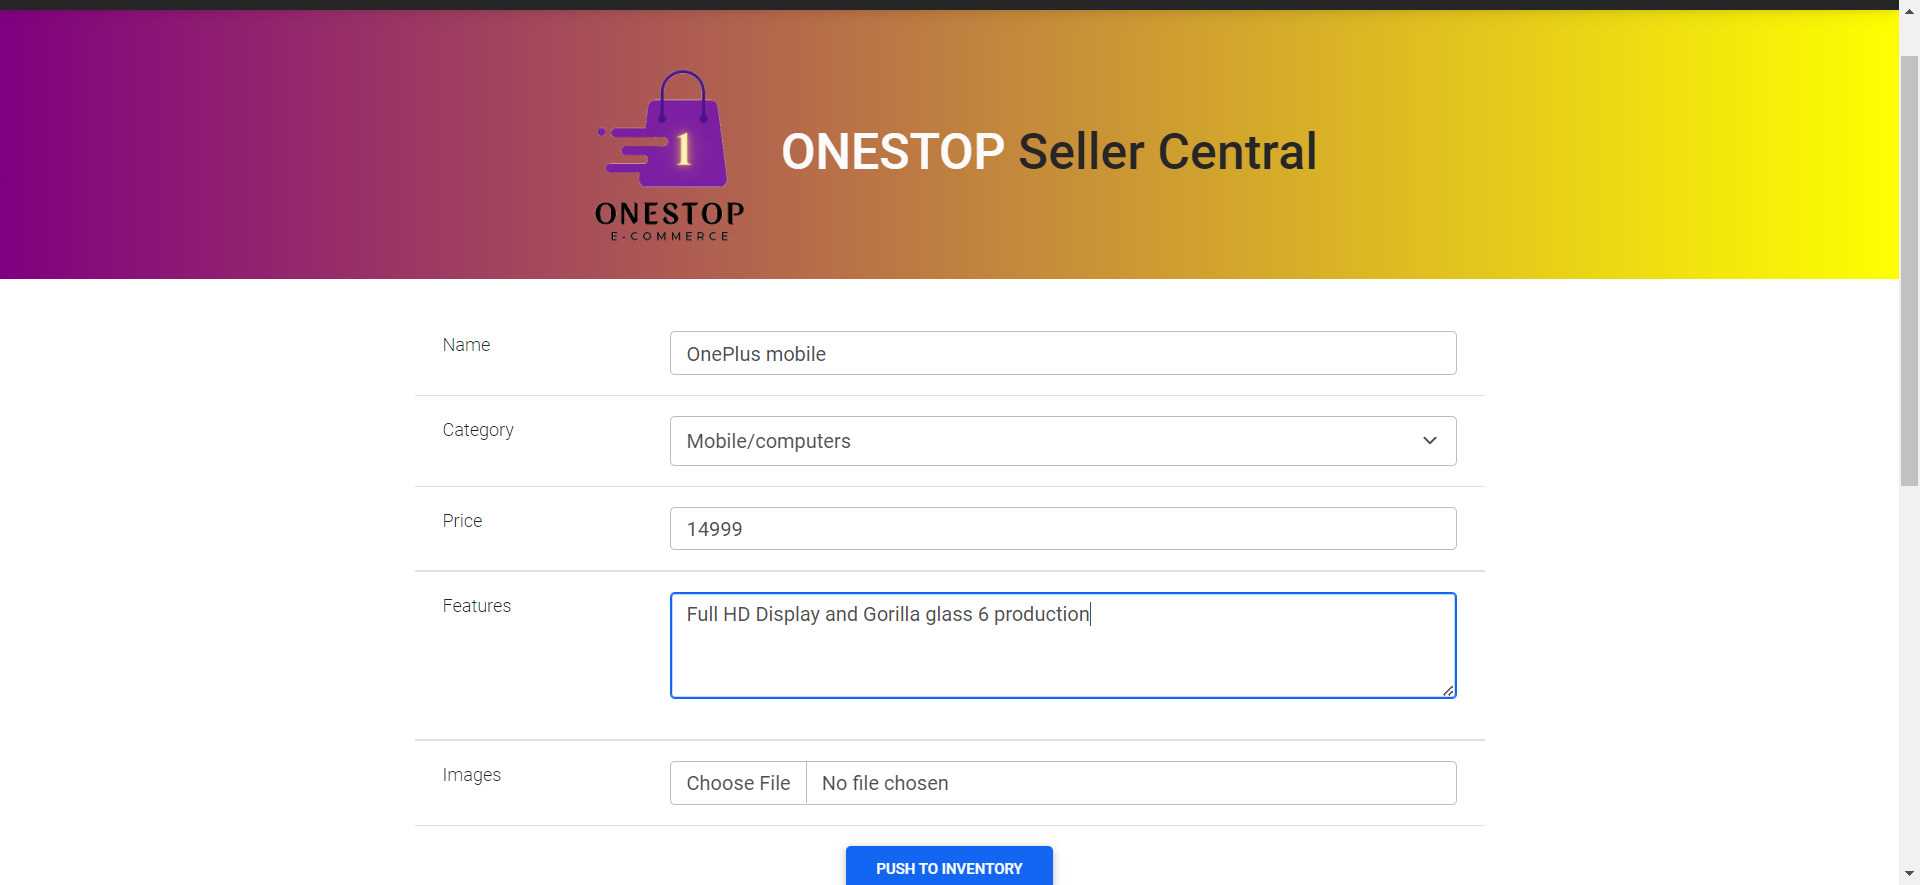 1
ONESTOP
E-COMMERCE
ONESTOP Seller Central
Name
OnePlus mobile
Category
Mobile/computers
Price
14999
Features
Full HD Display and Gorilla glass 6 production
Images
Choose File No file chosen
PUSH TO INVENTORY